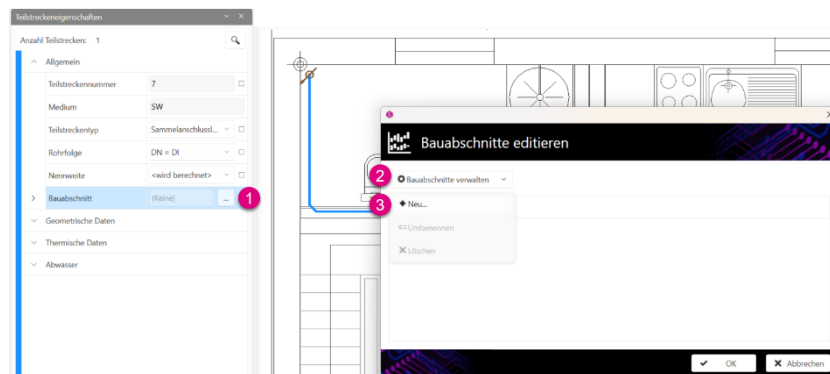 Teilstreckeneigenschaften
Anzahl Teilstrecken: 1
Allgemein
Teilstreckennummer 7
Medium SW
Teilstreckentyp Sammelanschlussl...
Rohrfolge DN = DI
Nennweite <wird berechnet>
Bauabschnitt (Keine) ... 1
Geometrische Daten
Thermische Daten
Abwasser
Bauabschnitte editieren
2 Bauabschnitte verwalten
3 Neu...
Umbenennen
Löschen
OK Abbrechen